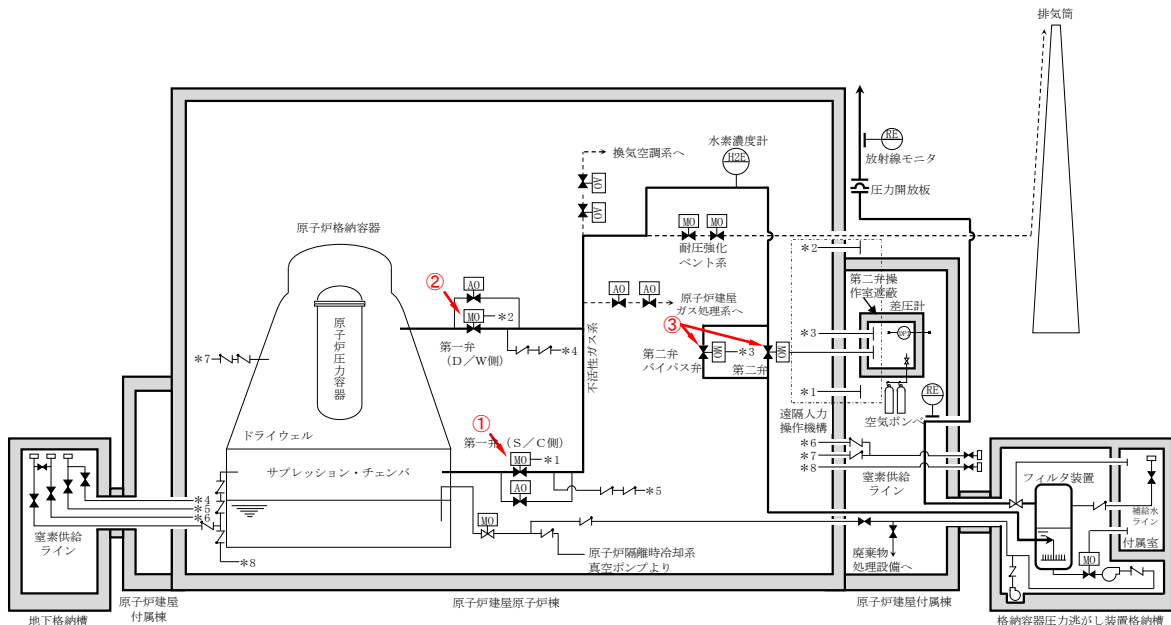 排気筒
RE
放射線モニタ
圧力開放板
水素濃度計
H2E
換気空調系へ
AO
AO
MO
MO
耐圧強化
ベント系
原子炉格納容器
原子炉圧力容器
②
AO
MO
*2
第一弁
(D/W側)
*4
AO
AO
原子炉建屋
ガス処理系へ
不活性ガス系
③
MO
*3
第二弁
バイパス弁
第二弁
MO
*2
第二弁操
作室遮蔽
差圧計
*3
*1
遠隔人力
操作機構
空気ボンベ
RE
*7
ドライウェル
サプレッション・チェンバ
①
第一弁(S/C側)
MO
*1
AO
*5
*6
*7
*8
窒素供給
ライン
フィルタ装置
補給水
ライン
付属室
MO
*4
*5
*6
窒素供給
ライン
*8
MO
原子炉隔離時冷却系
真空ポンプより
廃棄物
処理設備へ
地下格納槽
原子炉建屋
付属棟
原子炉建屋原子炉棟
原子炉建屋付属棟
格納容器圧力逃がし装置格納槽